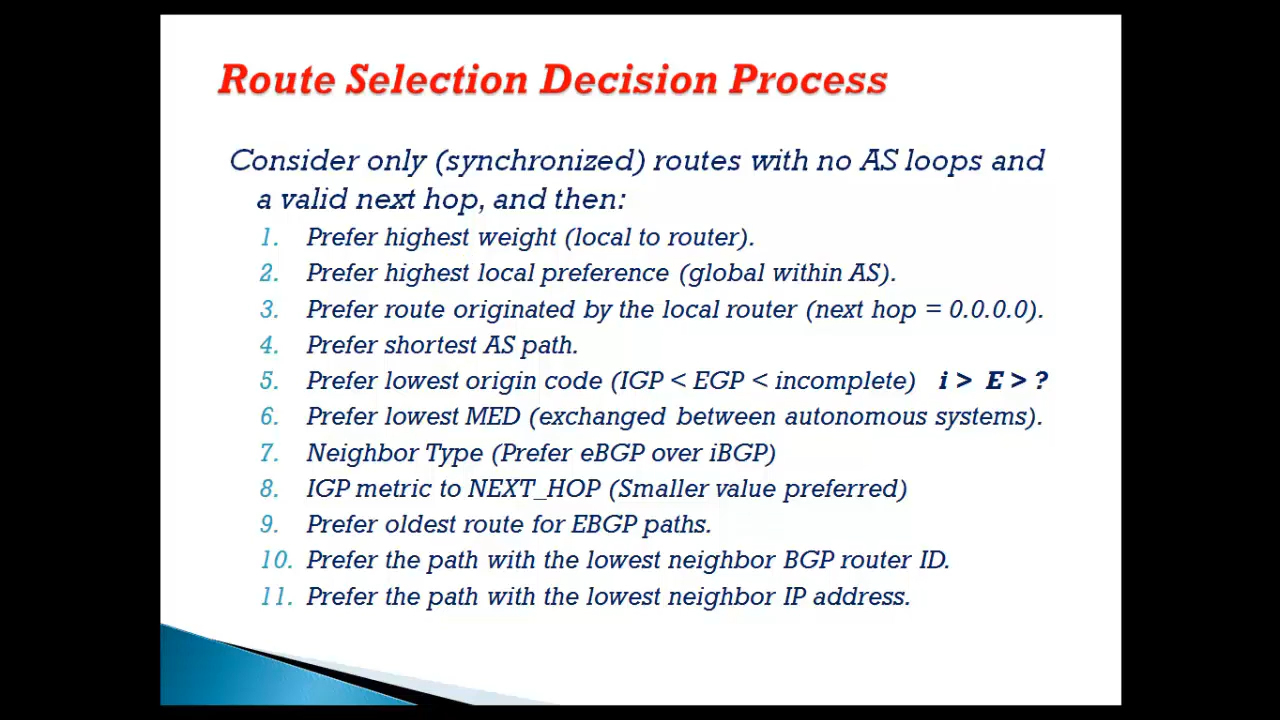 Route Selection Decision Process
Consider only (synchronized) routes with no AS loops and
a valid next hop, and then:
1. Prefer highest weight (local to router).
2. Prefer highest local preference (global within AS).
3. Prefer route originated by the local router (next hop = 0.0.0.0).
4. Prefer shortest AS path.
5. Prefer lowest origin code (IGP < EGP < incomplete) i > E > ?
6. Prefer lowest MED (exchanged between autonomous systems).
7. Neighbor Type (Prefer eBGP over iBGP)
8. IGP metric to NEXT_HOP (Smaller value preferred)
9. Prefer oldest route for EBGP paths.
10. Prefer the path with the lowest neighbor BGP router ID.
11. Prefer the path with the lowest neighbor IP address.